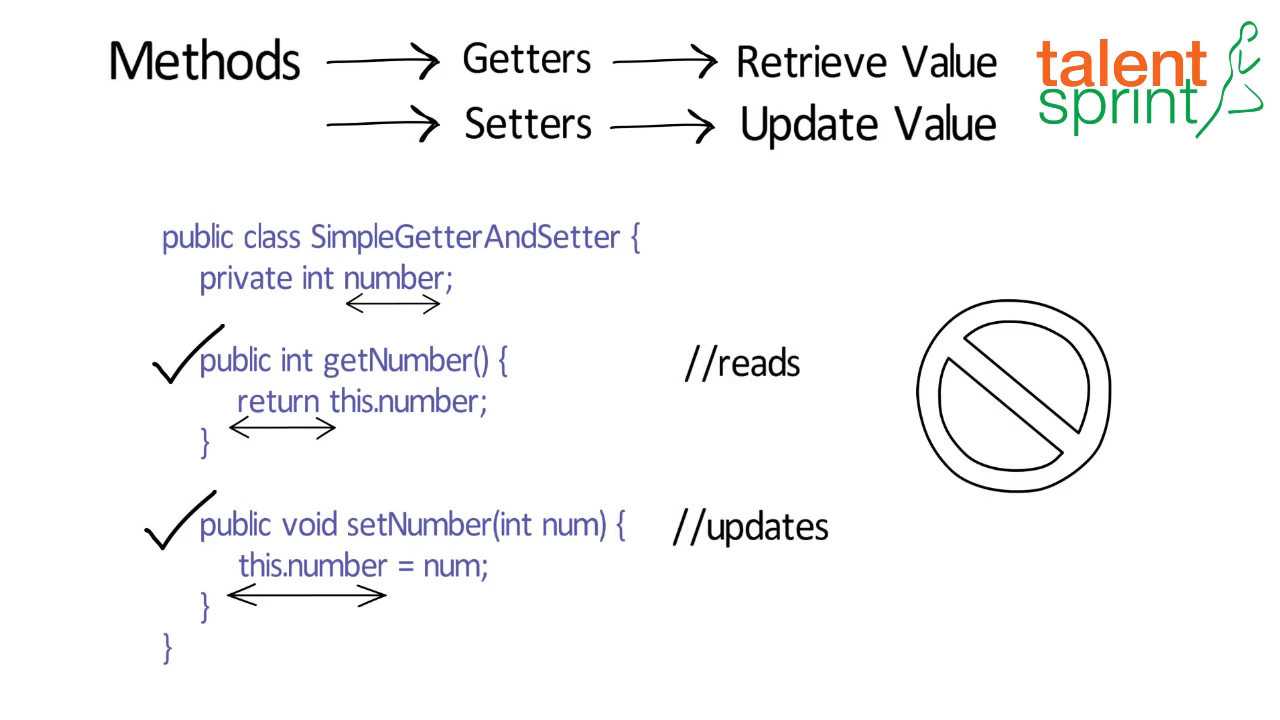 Methods Getters Retrieve Value
Setters Update Value
talent
sprint
public class SimpleGetterAndSetter {
private int number;
public int getNumber() { //reads
return this.number;
}
public void setNumber(int num) { //updates
this.number = num;
}
}